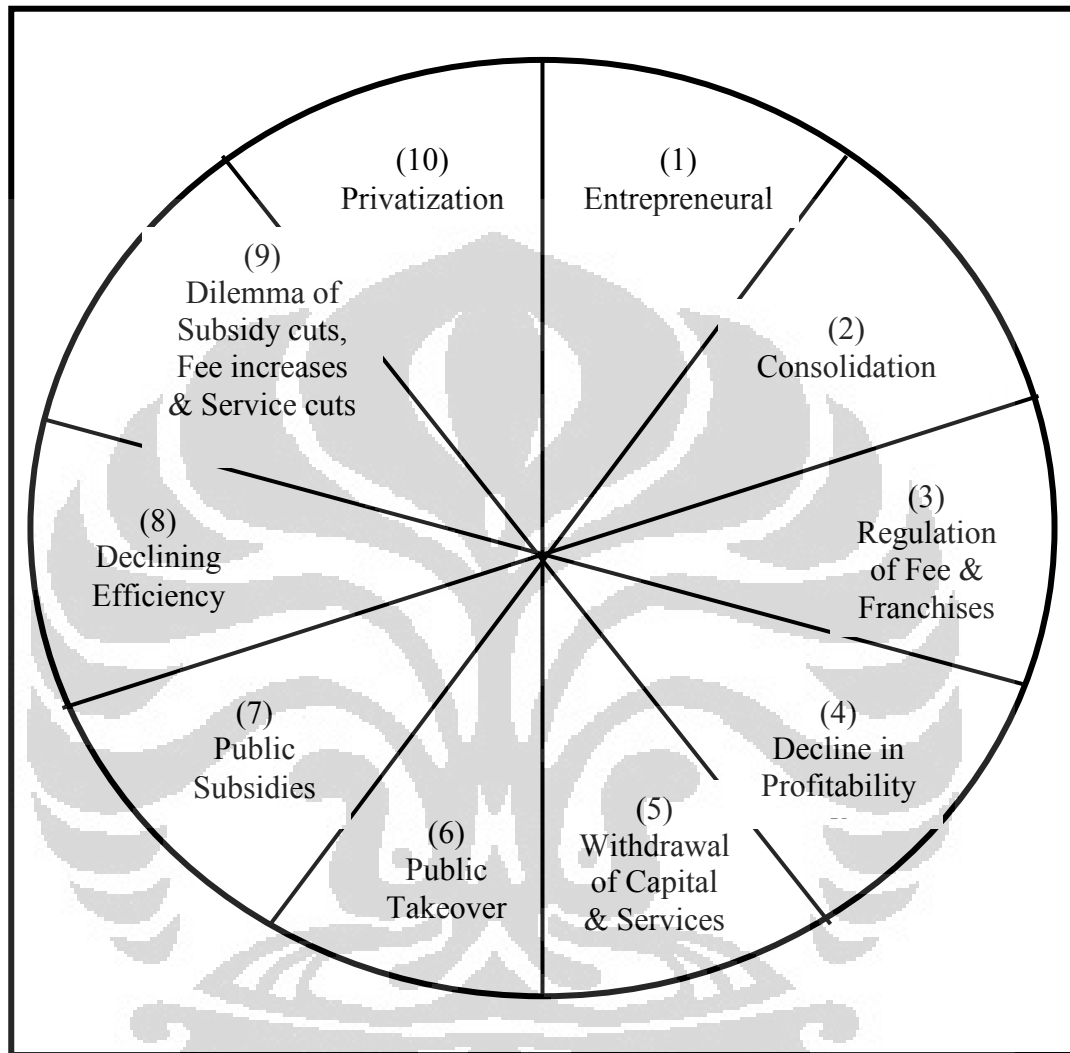 (1)
Entrepreneural
(2)
Consolidation
(3)
Regulation
of Fee &
Franchises
(4)
Decline in
Profitability
(5)
Withdrawal
of Capital
& Services
(6)
Public
Takeover
(7)
Public
Subsidies
(8)
Declining
Efficiency
(9)
Dilemma of
Subsidy cuts,
Fee increases
& Service cuts
(10)
Privatization